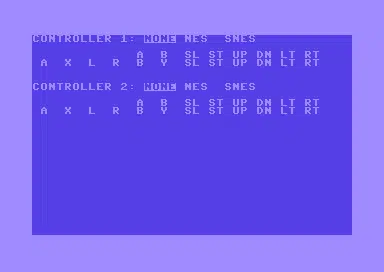 CONTROLLER 1: NONE NES SNES
A B SL ST UP DN LT RT
A X L R B Y SL ST UP DN LT RT
CONTROLLER 2: NONE NES SNES
A B SL ST UP DN LT RT
A X L R B Y SL ST UP DN LT RT